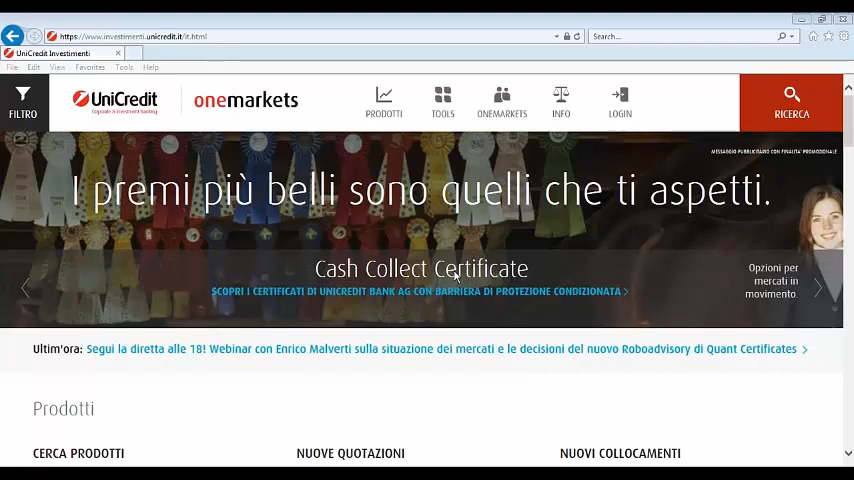 https://www.investimenti.unicredit.it/it.html
Search...
UniCredit Investimenti
File Edit View Favorites Tools Help
FILTRO
UniCredit
Corporate & Investment Banking
onemarkets
PRODOTTI
TOOLS
ONEMARKETS
INFO
LOGIN
RICERCA
MESSAGGIO PUBBLICITARIO CON FINALITA' PROMOZIONALE
I premi più belli sono quelli che ti aspetti.
Cash Collect Certificate
SCOPRI I CERTIFICATI DI UNICREDIT BANK AG CON BARRIERA DI PROTEZIONE CONDIZIONATA
Opzioni per
mercati in
movimento.
Ultim'ora: Segui la diretta alle 18! Webinar con Enrico Malverti sulla situazione dei mercati e le decisioni del nuovo Roboadvisory di Quant Certificates
Prodotti
CERCA PRODOTTI
NUOVE QUOTAZIONI
NUOVI COLLOCAMENTI